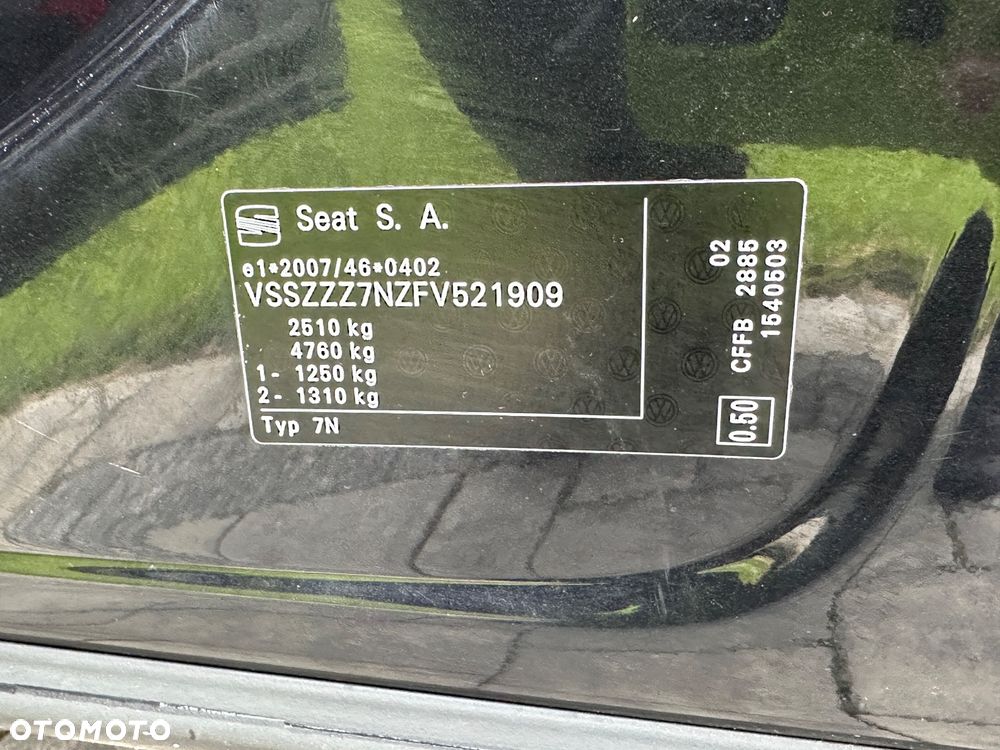 Seat S. A.
e1*2007/46*0402
VSSZZZ7NZFV521909
2510 kg
4760 kg
1- 1250 kg
2- 1310 kg
Typ 7N
02
CFFB 2885
1540503
0.50
OTOMOTO